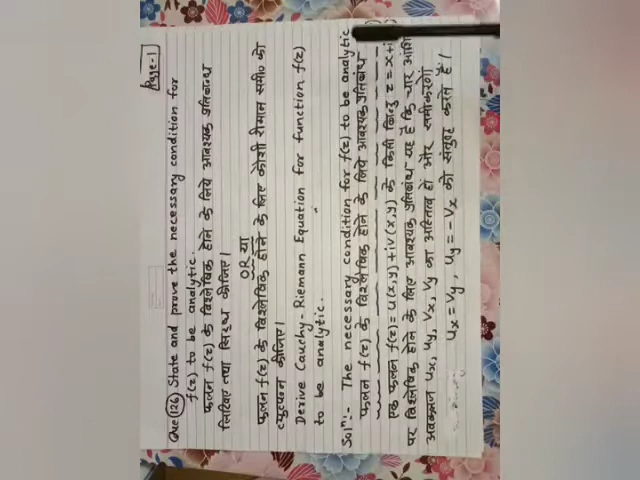 Page-1
Que (126) State and prove the necessary condition for
f(z) to be analytic.
फलन f(z) के विश्लेषिक होने के लिये आवश्यक प्रतिबन्ध
लिखिए तथा सिद्ध कीजिए।
OR या
फलन f(z) के विश्लेषिक होने के लिए कोशी रीमान समी० को
व्युत्पन्न कीजिए।
Derive Cauchy-Riemann Equation for function f(z)
to be analytic.
Solⁿ:- The necessary condition for f(z) to be analytic
फलन f(z) के विश्लेषिक होने के लिये आवश्यक प्रतिबंध
एक फलन f(z) = u(x,y) + iv(x,y) के किसी बिन्दु z = x+i
पर विश्लेषिक होने के लिए आवश्यक प्रतिबंध यह है कि चार आंशि
अवकलन ux, uy, vx, vy का अस्तित्व हो और समीकरणों
ux = vy, uy = -vx को संतुष्ट करते हैं।